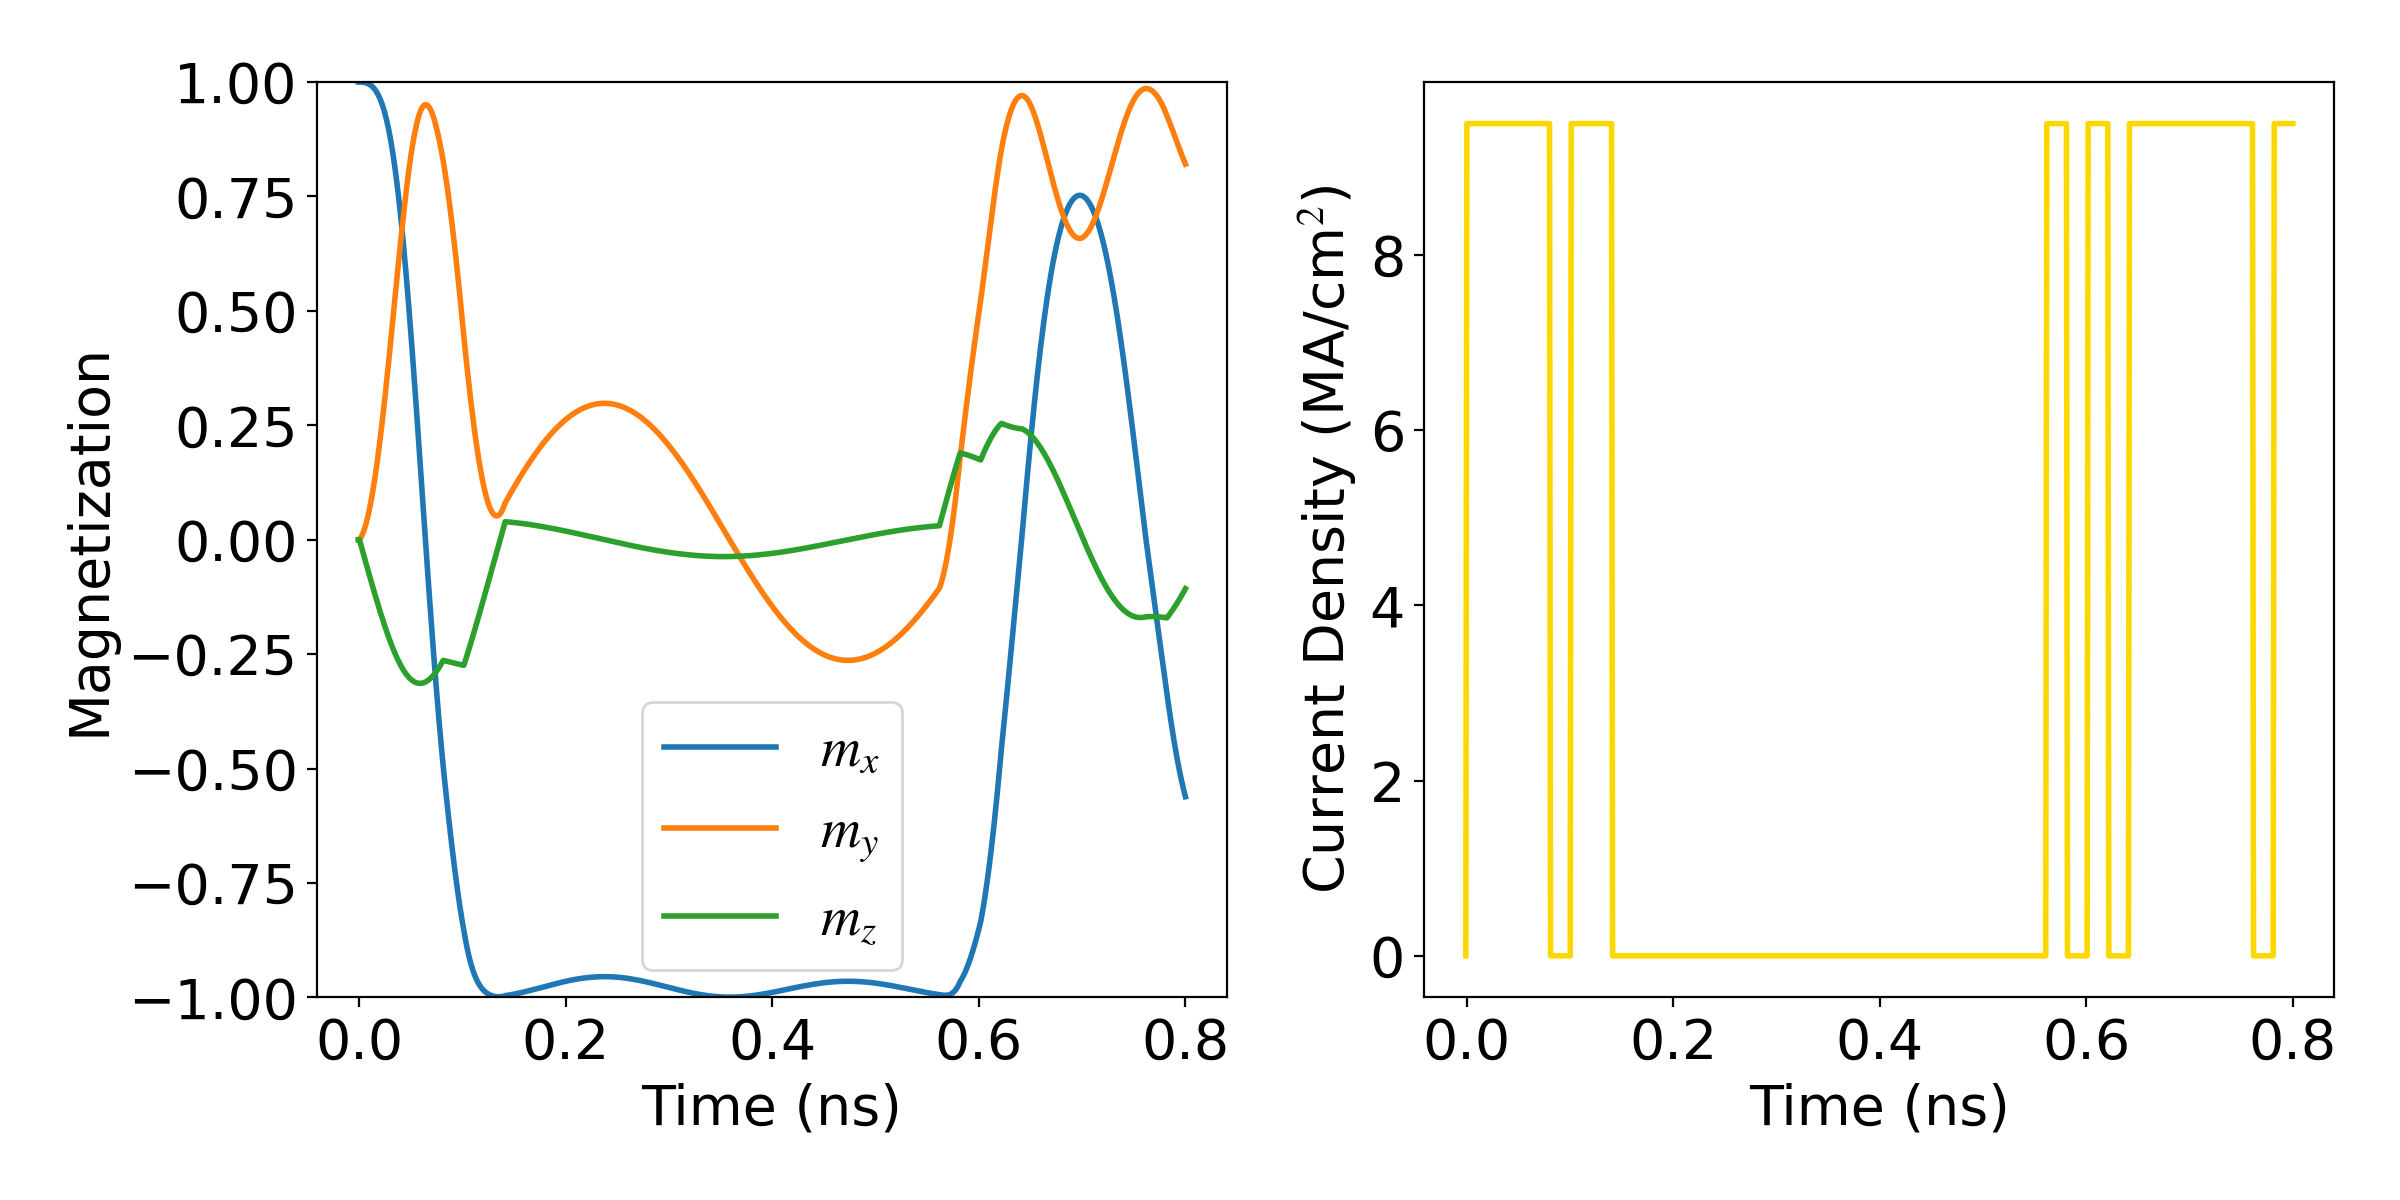 Magnetization
1.00
0.75
0.50
0.25
0.00
−0.25
−0.50
−0.75
−1.00
0.0 0.2 0.4 0.6 0.8
Time (ns)
$m_x$
$m_y$
$m_z$
Current Density (MA/cm²)
8
6
4
2
0
0.0 0.2 0.4 0.6 0.8
Time (ns)